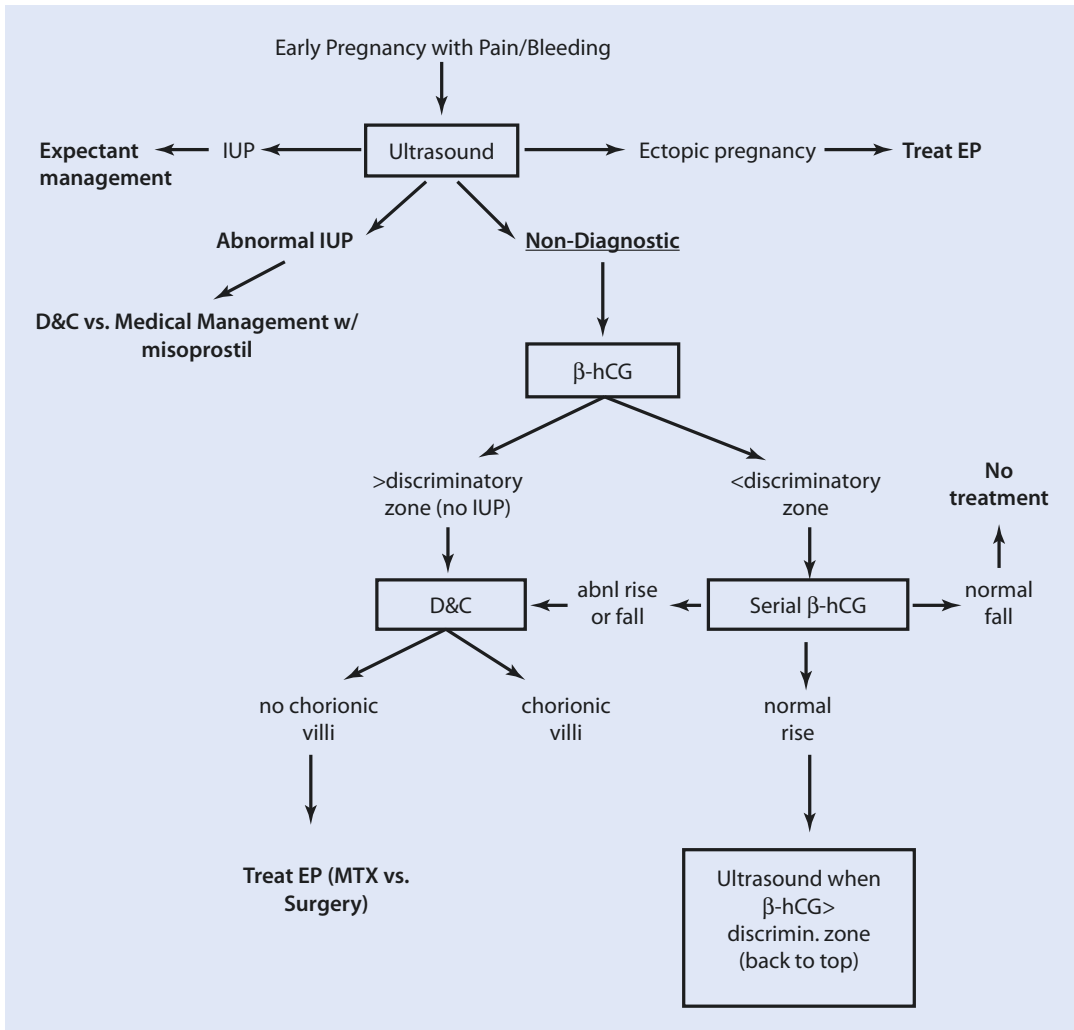 Early Pregnancy with Pain/Bleeding
Expectant
management
IUP
Ultrasound
Ectopic pregnancy
Treat EP
Abnormal IUP
Non-Diagnostic
D&C vs. Medical Management w/
misoprostil
β-hCG
>discriminatory
zone (no IUP)
<discriminatory
zone
No
treatment
D&C
abnl rise
or fall
Serial β-hCG
normal
fall
no chorionic
villi
chorionic
villi
normal
rise
Treat EP (MTX vs.
Surgery)
Ultrasound when
β-hCG>
discrimin. zone
(back to top)